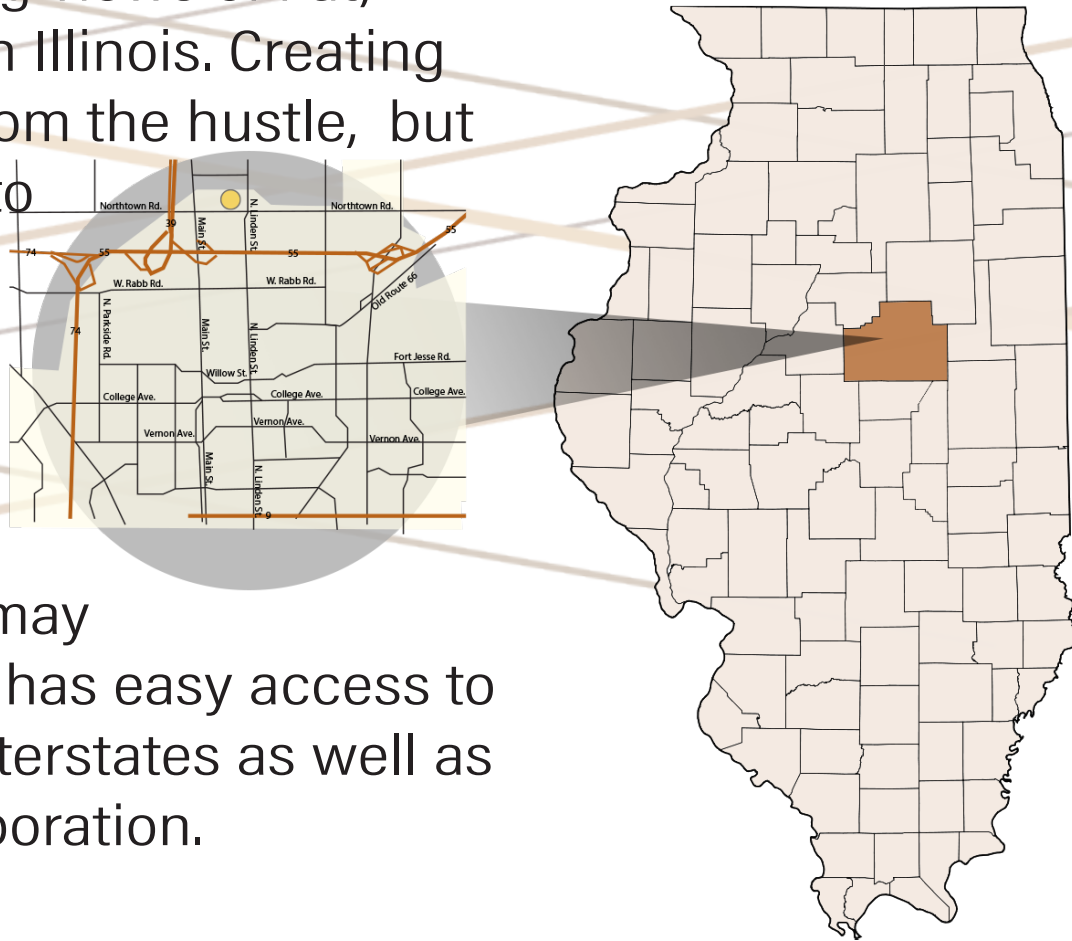 n Illinois. Creating
om the hustle, but
to
Northtown Rd.
39
Main St.
N. Linden St.
Northtown Rd.
55
74
55
55
W. Rabb Rd.
W. Rabb Rd.
Old Route 66
N. Parkside Rd.
74
Main St.
N. Linden St.
Fort Jesse Rd.
Willow St.
College Ave.
College Ave.
College Ave.
Vernon Ave.
Vernon Ave.
Vernon Ave.
Main St.
N. Linden St.
9
may
has easy access to
terstates as well as
poration.